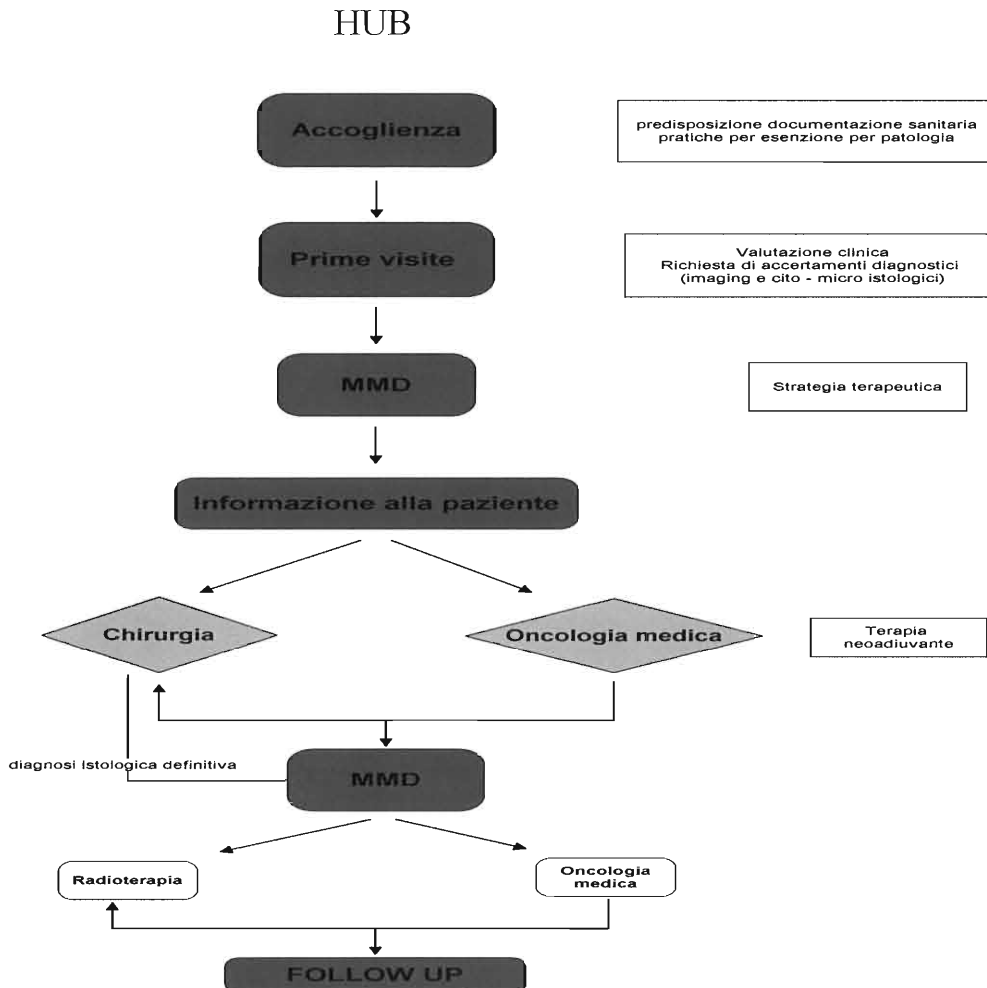 HUB
Accoglienza
predisposizione documentazione sanitaria
pratiche per esenzione per patologia
Prime visite
Valutazione clinica
Richiesta di accertamenti diagnostici
(imaging e cito - micro istologici)
MMD
Strategia terapeutica
Informazione alla paziente
Chirurgia
Oncologia medica
Terapia
neoadiuvante
diagnosi istologica definitiva
MMD
Radioterapia
Oncologia
medica
FOLLOW UP